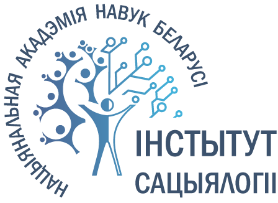 НАЦЫЯНАЛЬНАЯ АКАДЭМІЯ НАВУК БЕЛАРУСІ
ІНСТЫТУТ
САЦЫЯЛОГІІ